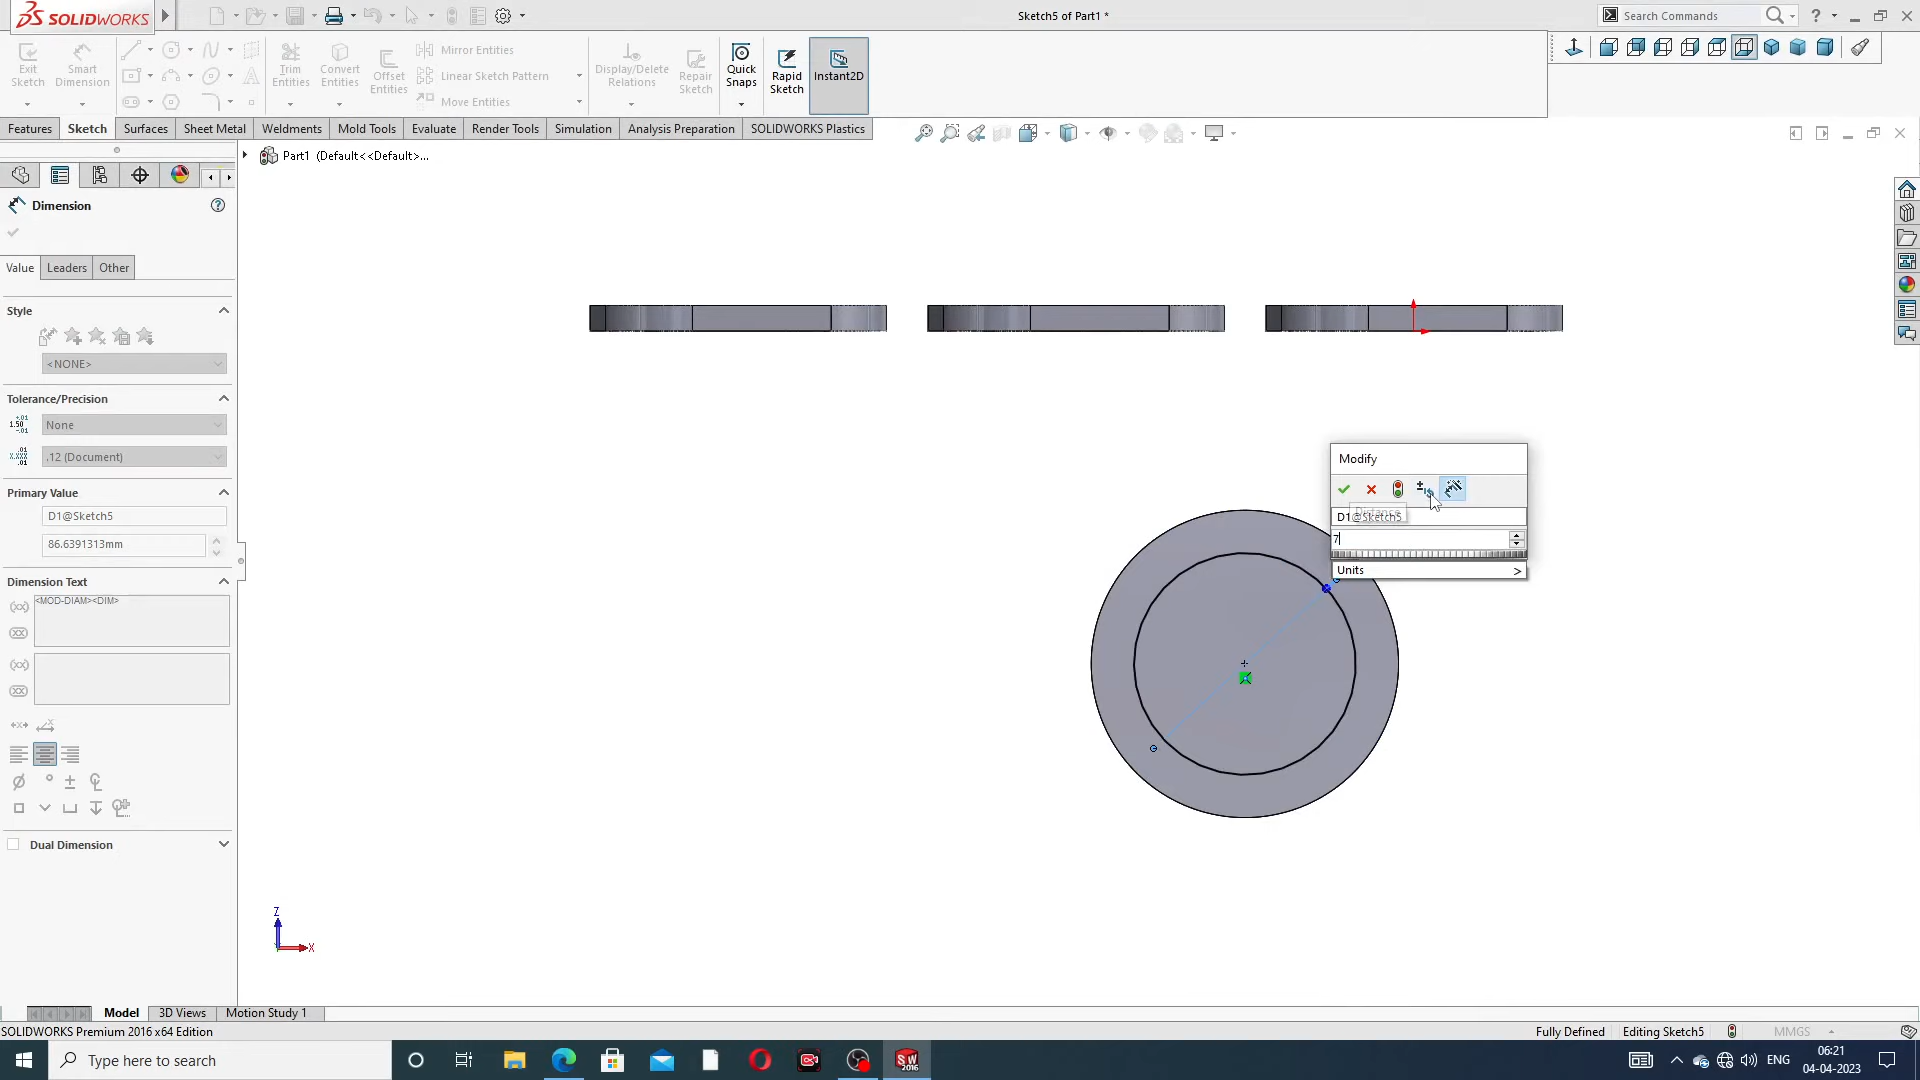 SOLIDWORKS
Sketch5 of Part1 *
Search Commands
Exit Sketch
Smart Dimension
Trim Entities
Convert Entities
Offset Entities
Mirror Entities
Linear Sketch Pattern
Move Entities
Display/Delete Relations
Repair Sketch
Quick Snaps
Rapid Sketch
Instant2D
Features
Sketch
Surfaces
Sheet Metal
Weldments
Mold Tools
Evaluate
Render Tools
Simulation
Analysis Preparation
SOLIDWORKS Plastics
Part1 (Default<<Default>...
Dimension
Value
Leaders
Other
Style
<NONE>
Tolerance/Precision
None
.12 (Document)
Primary Value
D1@Sketch5
86.6391313mm
Dimension Text
<MOD-DIAM><DIM>
Dual Dimension
Modify
D1@Sketch5
Distance
7
Units >
Z
X
Model
3D Views
Motion Study 1
SOLIDWORKS Premium 2016 x64 Edition
Fully Defined
Editing Sketch5
MMGS
Type here to search
ENG
06:21
04-04-2023